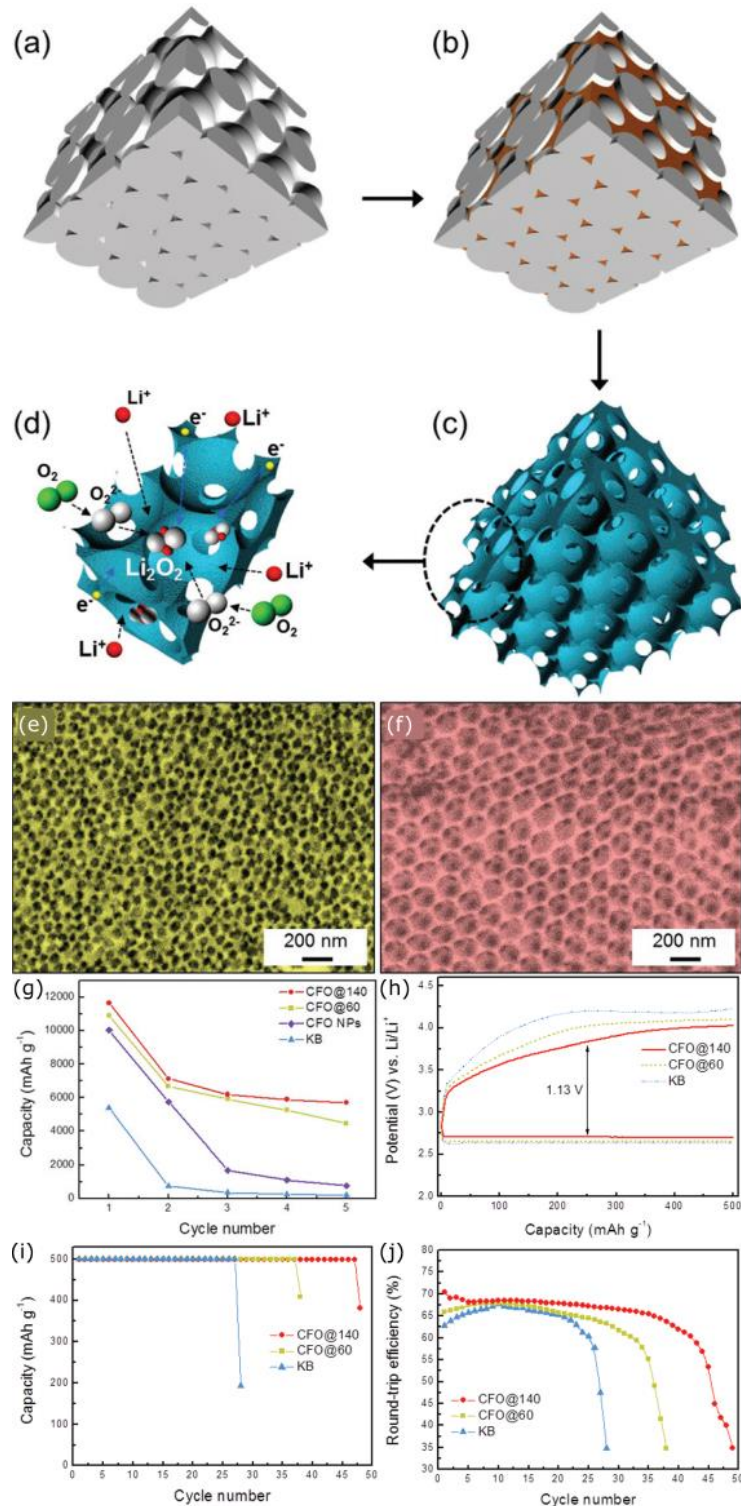 (a)
(b)
(d)
Li⁺
e⁻
Li⁺
e⁻
O₂
O₂²⁻
Li₂O₂
Li⁺
e⁻
O₂²⁻
O₂
Li⁺
(c)
(e)
200 nm
(f)
200 nm
(g)
12000
10000
8000
6000
4000
2000
0
Capacity (mAh g⁻¹)
CFO@140
CFO@60
CFO NPs
KB
1 2 3 4 5
Cycle number
(h)
4.5
4.0
3.5
3.0
2.5
2.0
Potential (V) vs. Li/Li⁺
CFO@140
CFO@60
KB
1.13 V
0 100 200 300 400 500
Capacity (mAh g⁻¹)
(i)
500
400
300
200
100
0
Capacity (mAh g⁻¹)
CFO@140
CFO@60
KB
0 5 10 15 20 25 30 35 40 45 50
Cycle number
(j)
80
75
70
65
60
55
50
45
40
35
Round-trip efficiency (%)
CFO@140
CFO@60
KB
0 5 10 15 20 25 30 35 40 45 50
Cycle number